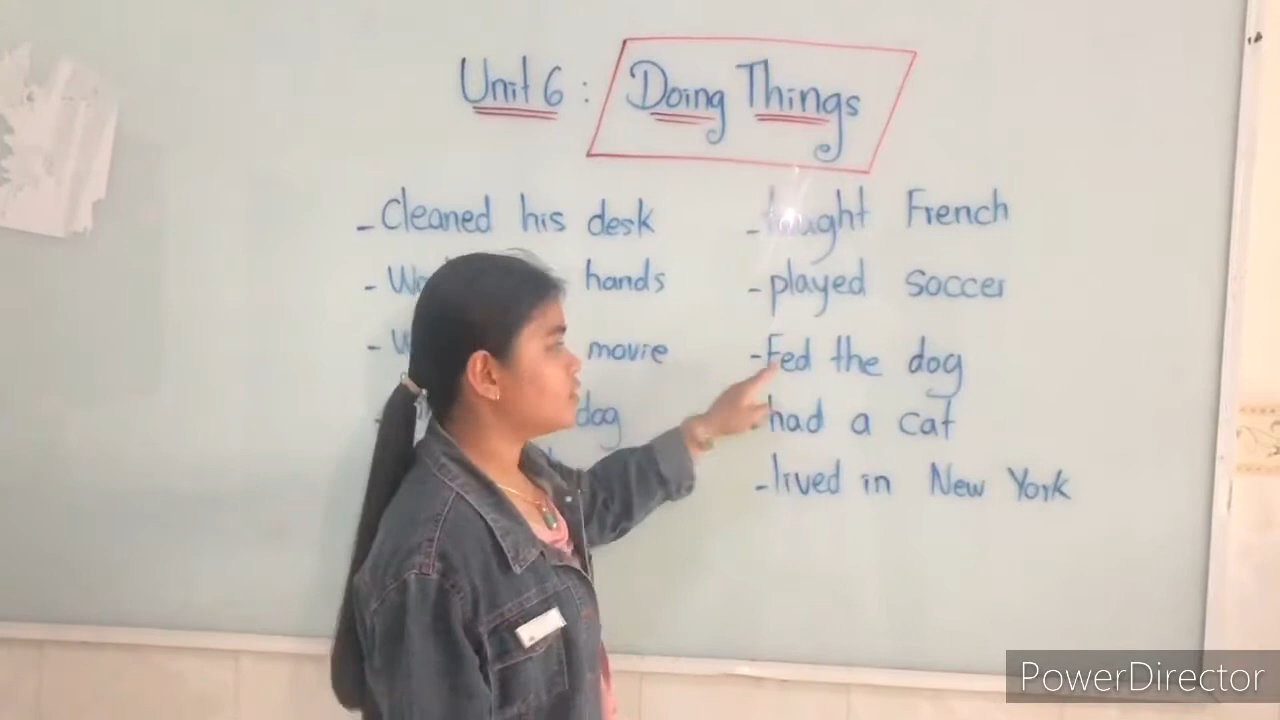 Unit 6 : Doing Things
- Cleaned his desk
hands
movie
dog
- taught French
- played soccer
- Fed the dog
had a cat
- lived in New York
PowerDirector